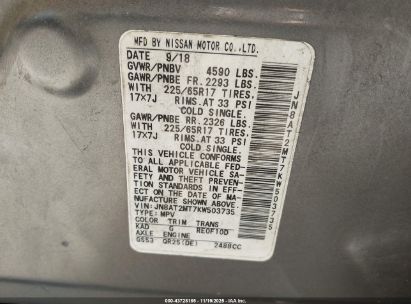 MFD BY NISSAN MOTOR CO.,LTD.
DATE 9/18
GVWR/PNBV 4590 LBS.
GAWR/PNBE FR. 2293 LBS.
WITH 225/65R17 TIRES.
17x7J RIMS.AT 33 PSI
COLD SINGLE.
GAWR/PNBE RR. 2326 LBS.
WITH 225/65R17 TIRES.
17x7J RIMS.AT 33 PSI
COLD SINGLE.
THIS VEHICLE CONFORMS
TO ALL APPLICABLE FED-
ERAL MOTOR VEHICLE SA-
FETY AND THEFT PREV-
ENTION STANDARDS IN EFF-
ECT ON THE DATE OF MA-
NUFACTURE SHOWN ABOVE.
VIN:JN8AT2MT7KW503735
TYPE:MPV
COLOR TRIM TRANS
KAD G RE0F10D
AXLE ENGINE
GS53 QR25(DE) 2488CC
JN8AT2MT7KW503735